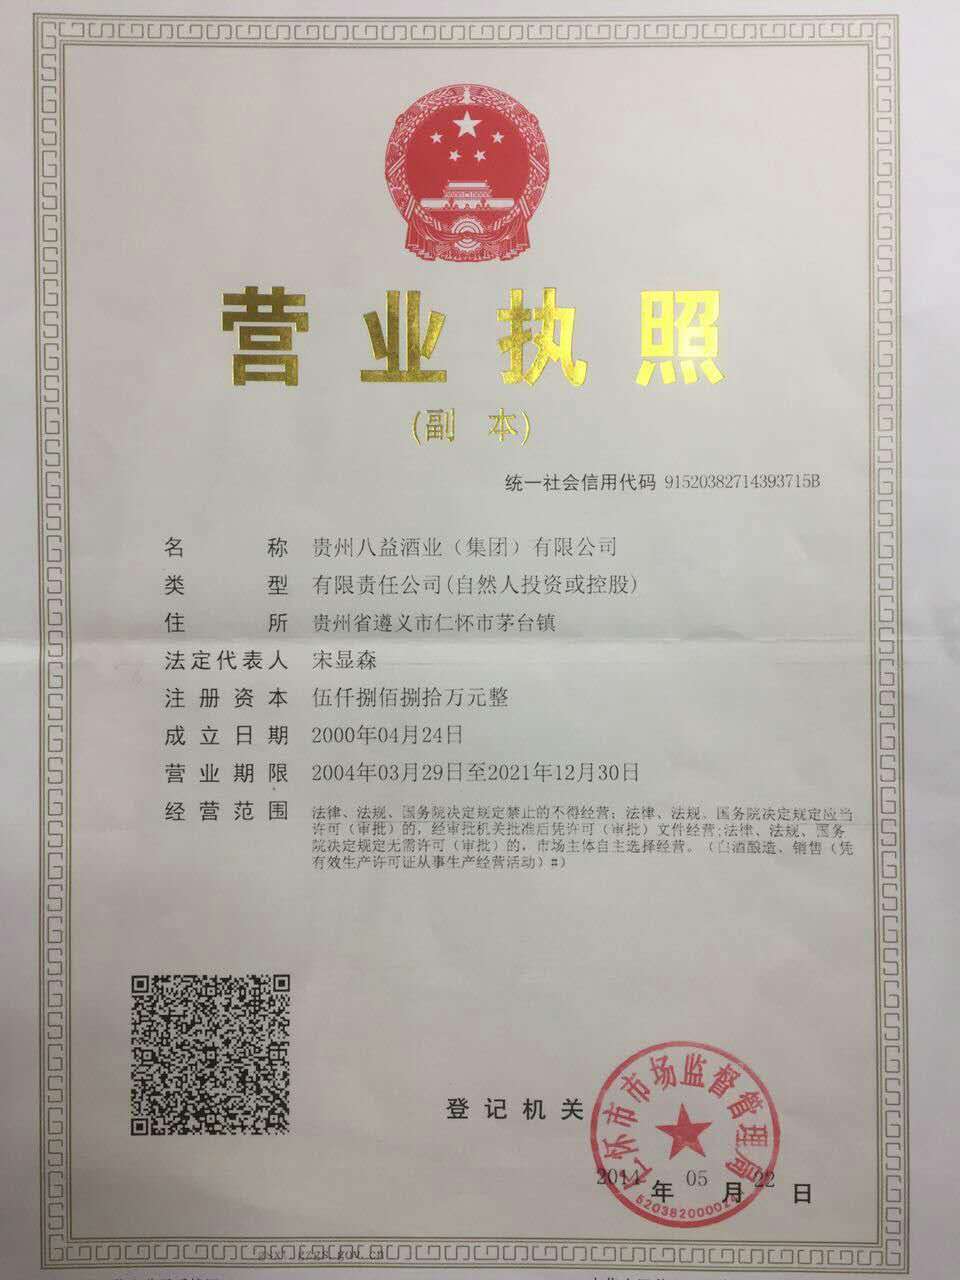 营业执照
(副 本)
统一社会信用代码 91520382714393715B
名 称 贵州八益酒业（集团）有限公司
类 型 有限责任公司(自然人投资或控股)
住 所 贵州省遵义市仁怀市茅台镇
法定代表人 宋显森
注册资本 伍仟捌佰捌拾万元整
成立日期 2000年04月24日
营业期限 2004年03月29日至2021年12月30日
经营范围 法律、法规、国务院决定规定禁止的不得经营；法律、法规、国务院决定规定应当
许可（审批）的，经审批机关批准后凭许可（审批）文件经营;法律、法规、国务
院决定规定无需许可（审批）的，市场主体自主选择经营。（白酒酿造、销售（凭
有效生产许可证从事生产经营活动）#）
登记机关
仁怀市市场监督管理局
2014 年 05 月 22 日
gsxt.gzgs.gov.cn